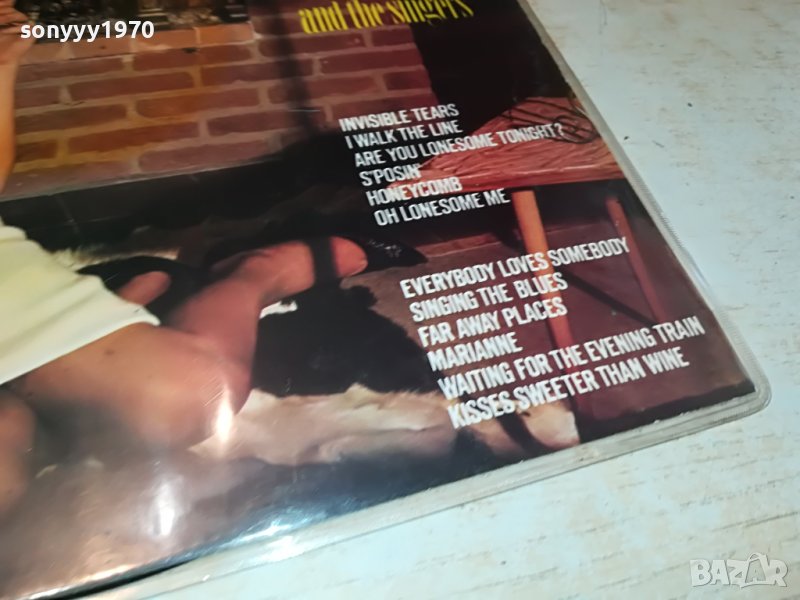 sonyyy1970
and the singers
INVISIBLE TEARS
I WALK THE LINE
ARE YOU LONESOME TONIGHT?
S'POSIN'
HONEYCOMB
OH LONESOME ME
EVERYBODY LOVES SOMEBODY
SINGING THE BLUES
FAR AWAY PLACES
MARIANNE
WAITING FOR THE EVENING TRAIN
KISSES SWEETER THAN WINE
BAZAR